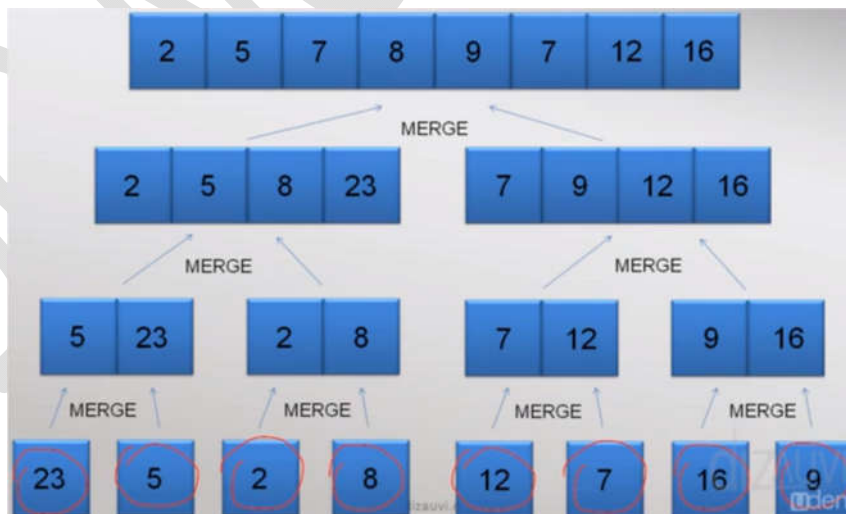 2 5 7 8 9 7 12 16
MERGE
2 5 8 23 7 9 12 16
MERGE MERGE
5 23 2 8 7 12 9 16
MERGE MERGE MERGE MERGE
23 5 2 8 12 7 16 9